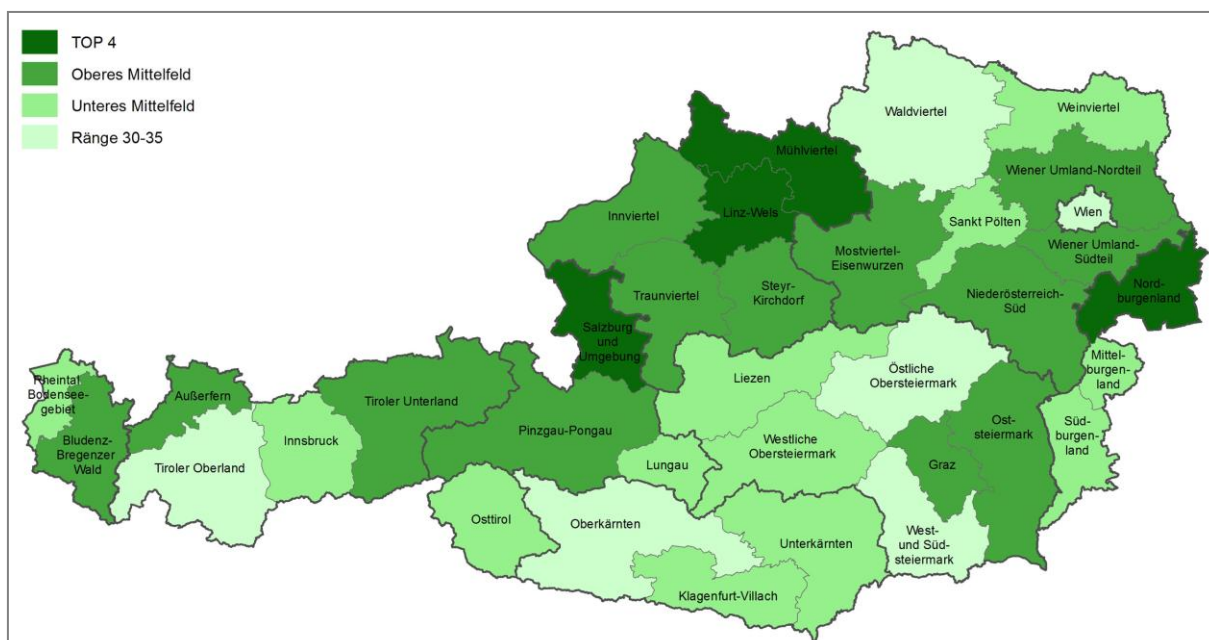 TOP 4
Oberes Mittelfeld
Unteres Mittelfeld
Ränge 30-35
Waldviertel
Weinviertel
Mühlviertel
Wiener Umland-Nordteil
Innviertel
Linz-Wels
Sankt Pölten
Wien
Mostviertel-
Eisenwurzen
Wiener Umland-
Südteil
Traunviertel
Steyr-
Kirchdorf
Niederösterreich-
Süd
Nord-
burgenland
Salzburg
und
Umgebung
Mittel-
burgen-
land
Rheintal
Bodensee-
gebiet
Außerfern
Tiroler Unterland
Liezen
Östliche
Obersteiermark
Bludenz-
Bregenzer
Wald
Innsbruck
Pinzgau-Pongau
Westliche
Obersteiermark
Ost-
steiermark
Süd-
burgen-
land
Tiroler Oberland
Lungau
Graz
Osttirol
Oberkärnten
Unterkärnten
West-
und Süd-
steiermark
Klagenfurt-Villach